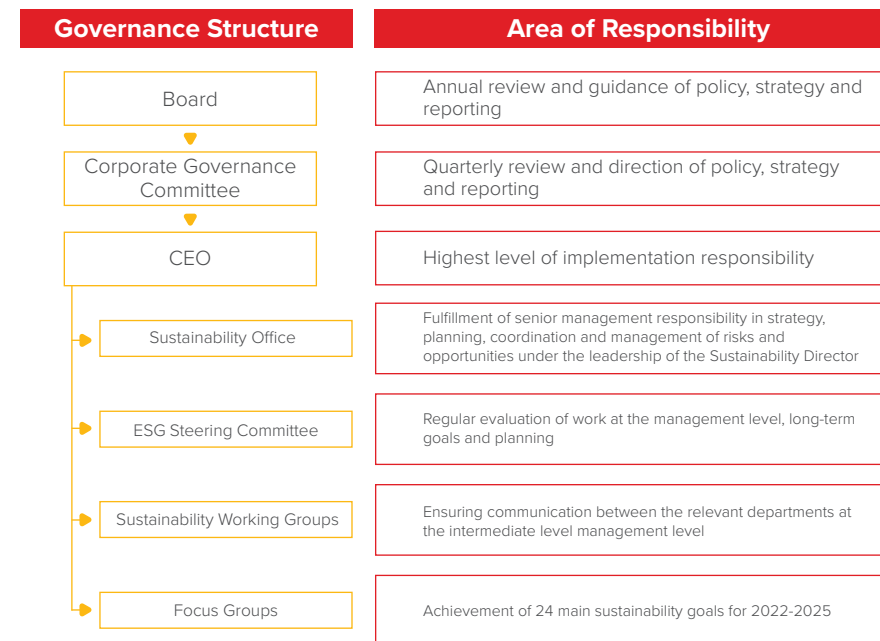 Governance Structure
Area of Responsibility
Board
Annual review and guidance of policy, strategy and
reporting
Corporate Governance
Committee
Quarterly review and direction of policy, strategy
and reporting
CEO
Highest level of implementation responsibility
Sustainability Office
Fulfillment of senior management responsibility in strategy,
planning, coordination and management of risks and
opportunities under the leadership of the Sustainability Director
ESG Steering Committee
Regular evaluation of work at the management level, long-term
goals and planning
Sustainability Working Groups
Ensuring communication between the relevant departments at
the intermediate level management level
Focus Groups
Achievement of 24 main sustainability goals for 2022-2025